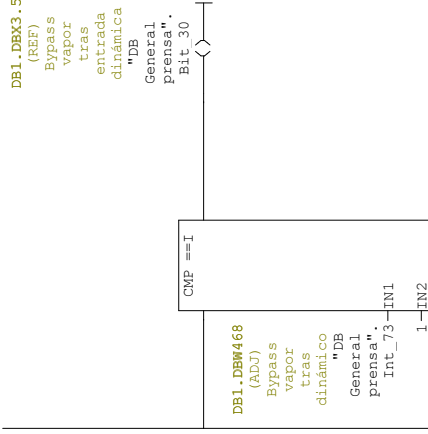 DB1.DBX3.5
(REF)
Bypass
vapor
tras
entrada
dinámica
"DB
General
prensa".
Bit_30
CMP ==I
DB1.DBW468
(ADJ)
Bypass
vapor
tras
dinámico
"DB
General
prensa".
Int_73 IN1
1 IN2